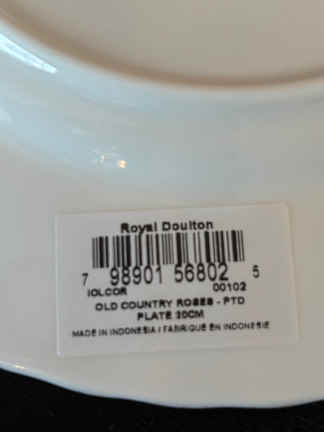 Royal Doulton
7 98901 56802 5
IOLCOR 00102
OLD COUNTRY ROSES - PTD
PLATE 20CM
MADE IN INDONESIA / FABRIQUÉ EN INDONESIE